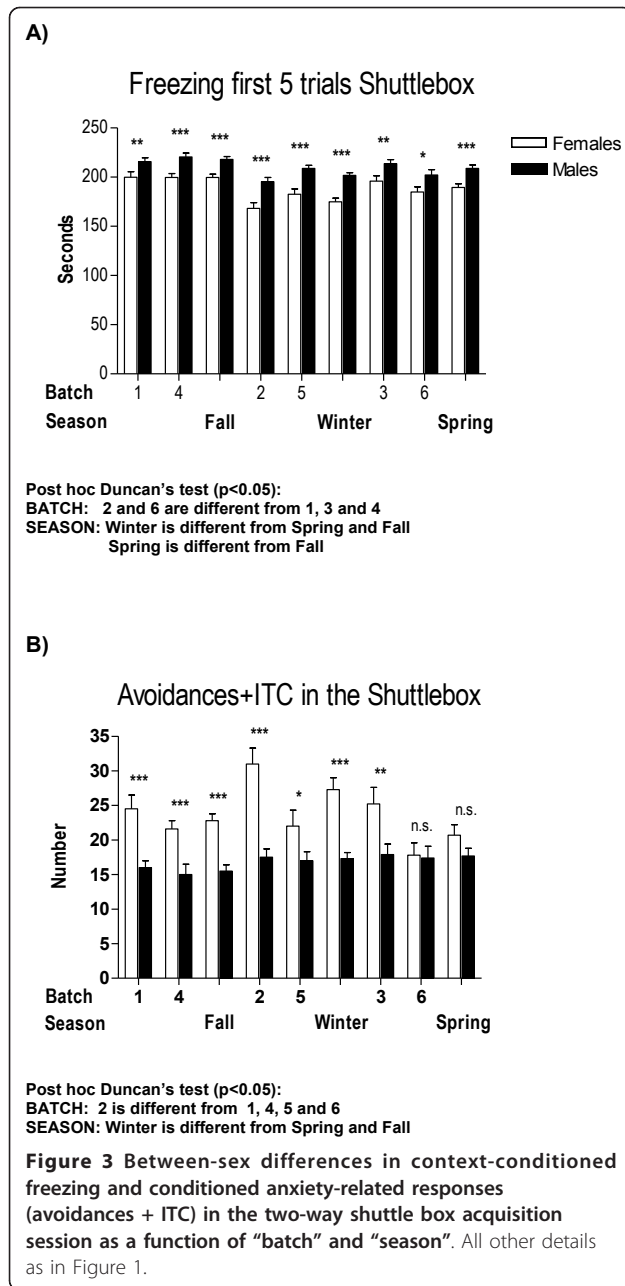 A)
Freezing first 5 trials Shuttlebox
250
200
150
100
50
0
Seconds
** *** *** *** *** *** ** * ***
Females
Males
Batch 1 4 2 5 3 6
Season Fall Winter Spring
Post hoc Duncan's test (p<0.05):
BATCH: 2 and 6 are different from 1, 3 and 4
SEASON: Winter is different from Spring and Fall
Spring is different from Fall
B)
Avoidances+ITC in the Shuttlebox
35
30
25
20
15
10
5
0
Number
*** *** *** *** * *** ** n.s. n.s.
Batch 1 4 2 5 3 6
Season Fall Winter Spring
Post hoc Duncan's test (p<0.05):
BATCH: 2 is different from 1, 4, 5 and 6
SEASON: Winter is different from Spring and Fall
Figure 3 Between-sex differences in context-conditioned
freezing and conditioned anxiety-related responses
(avoidances + ITC) in the two-way shuttle box acquisition
session as a function of "batch" and "season". All other details
as in Figure 1.